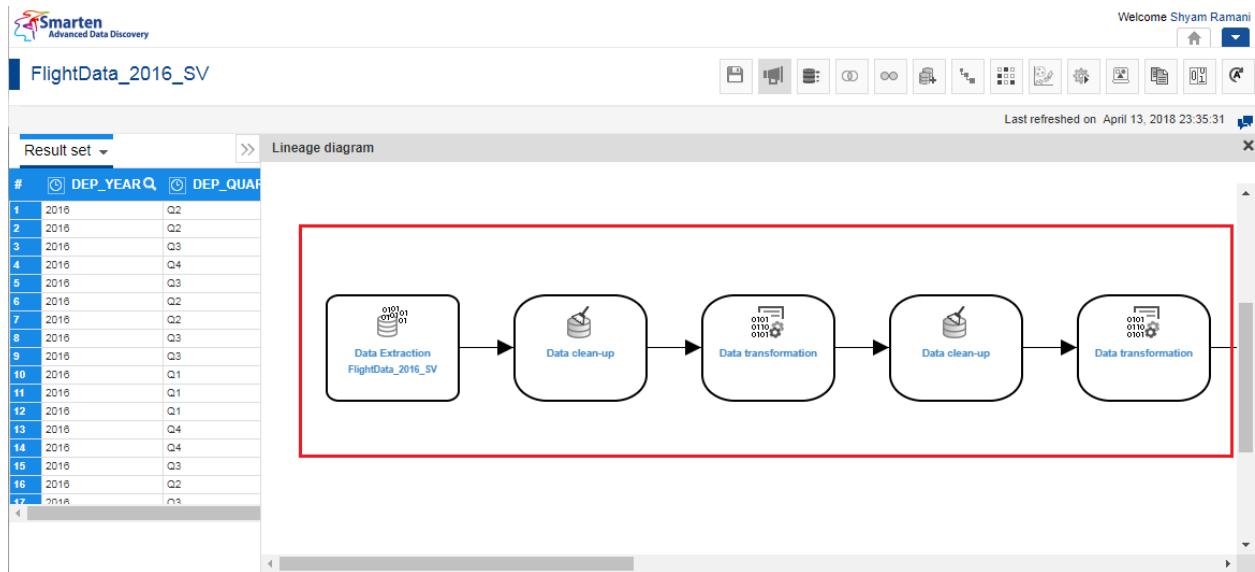 Smarten
Advanced Data Discovery
Welcome Shyam Ramani
FlightData_2016_SV
Last refreshed on April 13, 2018 23:35:31
Result set
Lineage diagram
# DEP_YEAR DEP_QUAR
1 2016 Q2
2 2016 Q2
3 2016 Q3
4 2016 Q4
5 2016 Q3
6 2016 Q2
7 2016 Q2
8 2016 Q3
9 2016 Q3
10 2016 Q1
11 2016 Q1
12 2016 Q1
13 2016 Q4
14 2016 Q4
15 2016 Q3
16 2016 Q2
17 2016 Q3
Data Extraction
FlightData_2016_SV
Data clean-up
Data transformation
Data clean-up
Data transformation